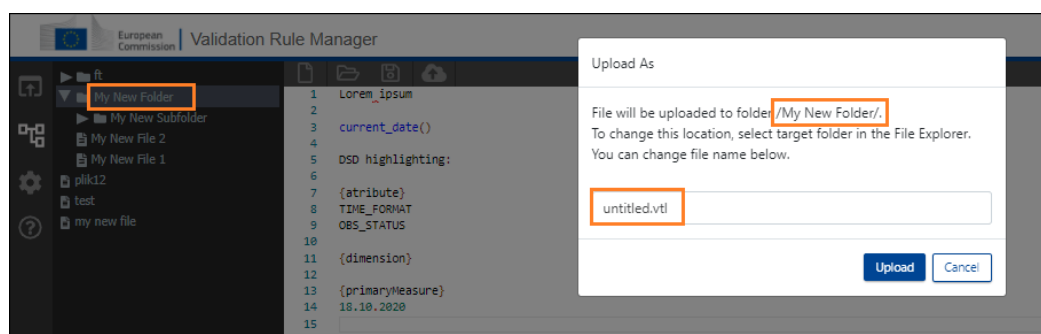 European
Commission
Validation Rule Manager
ft
My New Folder
My New Subfolder
My New File 2
My New File 1
plik12
test
my new file
1 Lorem_ipsum
2
3 current_date()
4
5 DSD highlighting:
6
7 {atribute}
8 TIME_FORMAT
9 OBS_STATUS
10
11 {dimension}
12
13 {primaryMeasure}
14 18.10.2020
15
Upload As
File will be uploaded to folder /My New Folder/.
To change this location, select target folder in the File Explorer.
You can change file name below.
untitled.vtl
Upload Cancel